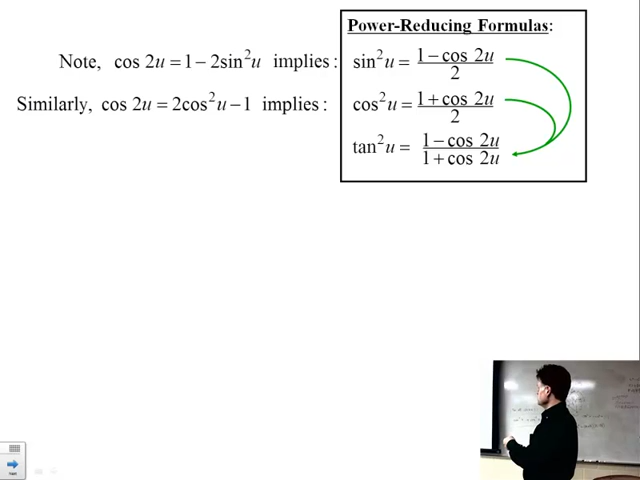 Power-Reducing Formulas:
Note, cos 2u = 1 − 2sin²u implies: sin²u = (1 − cos 2u)/2
Similarly, cos 2u = 2cos²u − 1 implies: cos²u = (1 + cos 2u)/2
tan²u = (1 − cos 2u)/(1 + cos 2u)